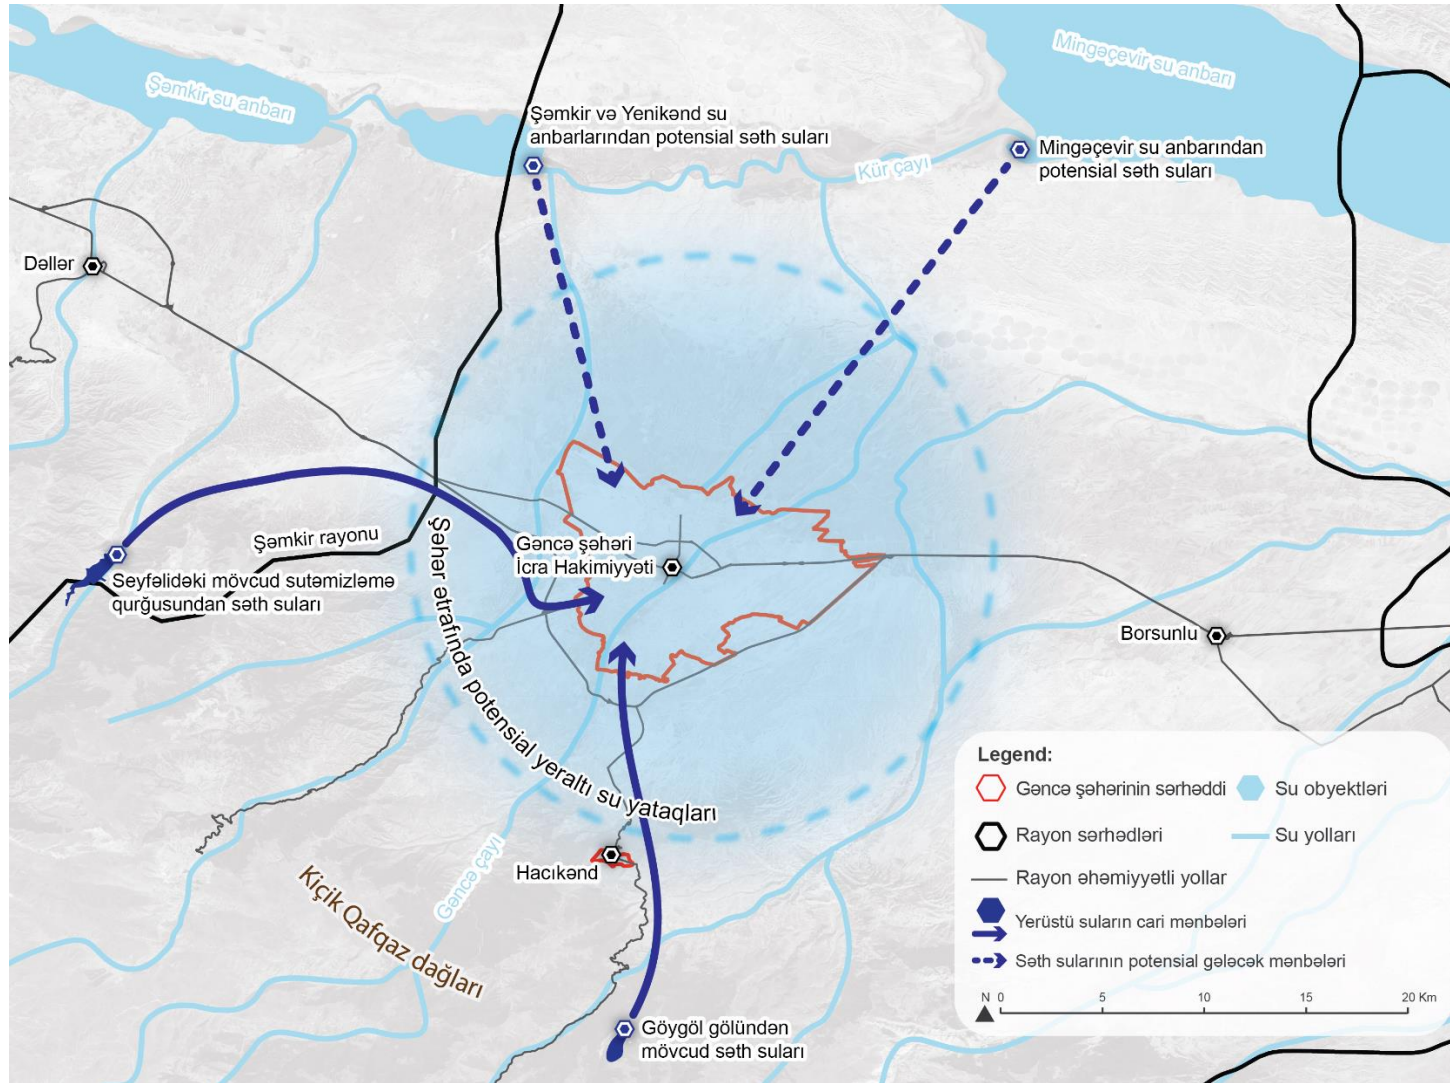 Şəmkir su anbarı
Mingəçevir su anbarı
Şəmkir və Yenikənd su
anbarlarından potensial səth suları
Kür çayı
Mingəçevir su anbarından
potensial səth suları
Dəllər
Şəmkir rayonu
Gəncə şəhəri
İcra Hakimiyyəti
Seyfəlidəki mövcud sutəmizləmə
qurğusundan səth suları
Şəhər ətrafında potensial yeraltı su yataqları
Borsunlu
Hacıkənd
Gəncə çayı
Kiçik Qafqaz dağları
Göygöl gölündən
mövcud səth suları
Legend:
Gəncə şəhərinin sərhəddi
Su obyektləri
Rayon sərhədləri
Su yolları
Rayon əhəmiyyətli yollar
Yerüstü suların cari mənbələri
Səth sularının potensial gələcək mənbələri
N 0 5 10 15 20 Km